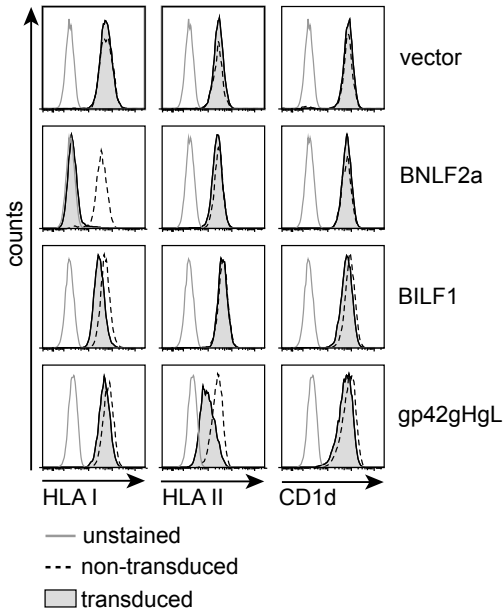 vector
BNLF2a
BILF1
gp42gHgL
counts
HLA I
HLA II
CD1d
unstained
non-transduced
transduced